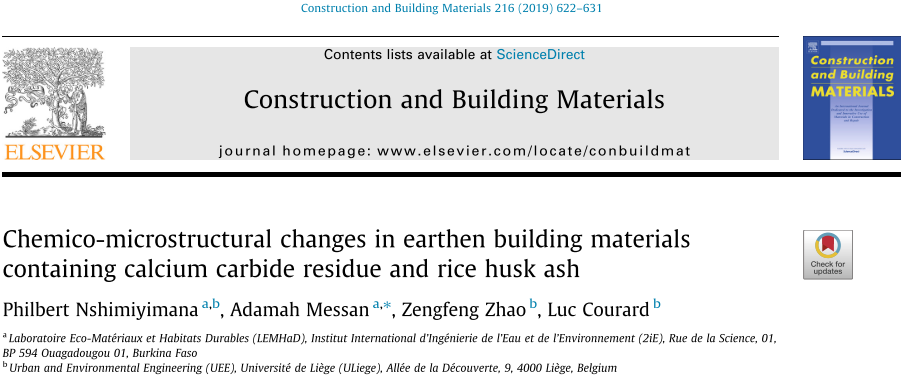 Construction and Building Materials 216 (2019) 622–631
Contents lists available at ScienceDirect
Construction and Building Materials
journal homepage: www.elsevier.com/locate/conbuildmat
ELSEVIER
Construction
and Building
MATERIALS
Chemico-microstructural changes in earthen building materials
containing calcium carbide residue and rice husk ash
Check for
updates
Philbert Nshimiyimana a,b, Adamah Messan a,*, Zengfeng Zhao b, Luc Courard b
a Laboratoire Eco-Matériaux et Habitats Durables (LEMHaD), Institut International d'Ingénierie de l'Eau et de l'Environnement (2iE), Rue de la Science, 01,
BP 594 Ouagadougou 01, Burkina Faso
b Urban and Environmental Engineering (UEE), Université de Liège (ULiege), Allée de la Découverte, 9, 4000 Liège, Belgium